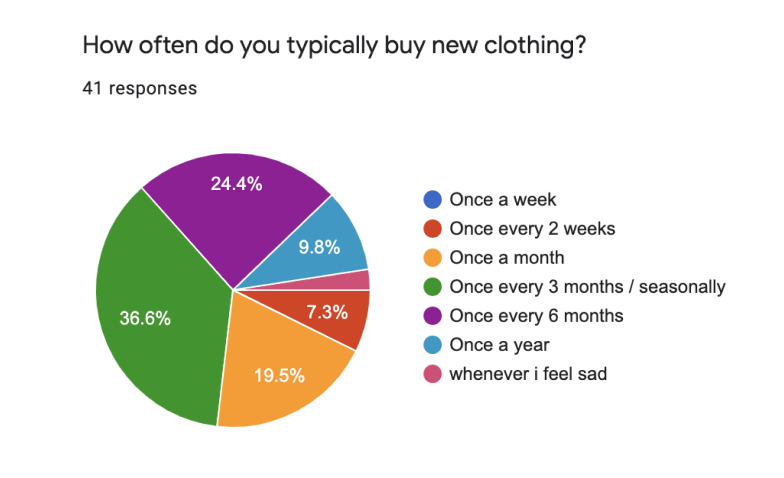 How often do you typically buy new clothing?
41 responses
24.4%
9.8%
7.3%
36.6%
19.5%
Once a week
Once every 2 weeks
Once a month
Once every 3 months / seasonally
Once every 6 months
Once a year
whenever i feel sad